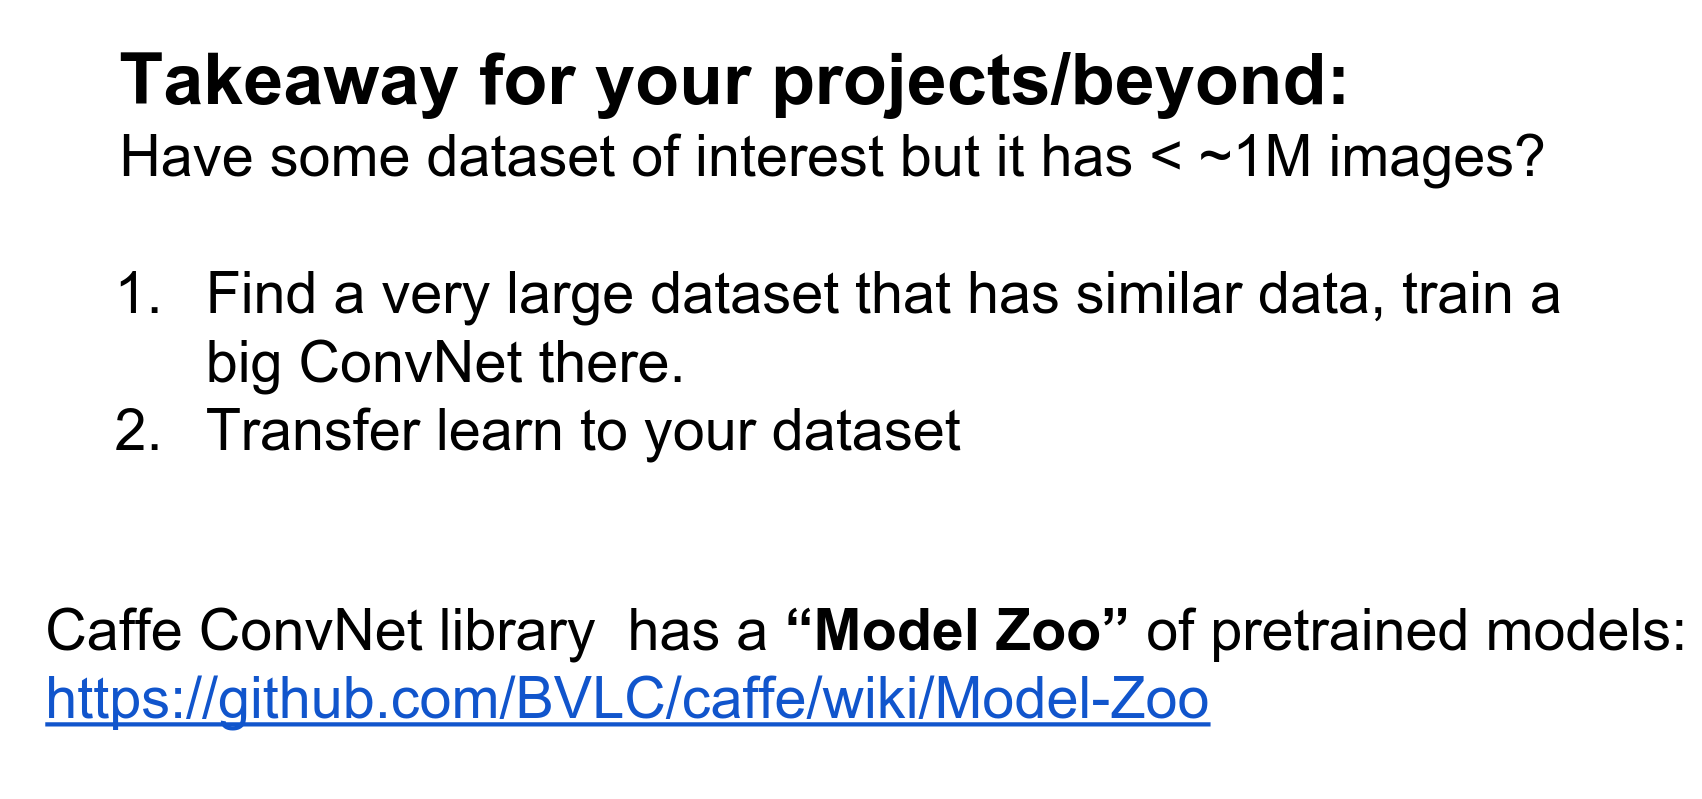 Takeaway for your projects/beyond:
Have some dataset of interest but it has < ~1M images?
1. Find a very large dataset that has similar data, train a
big ConvNet there.
2. Transfer learn to your dataset
Caffe ConvNet library  has a “Model Zoo” of pretrained models:
https://github.com/BVLC/caffe/wiki/Model-Zoo